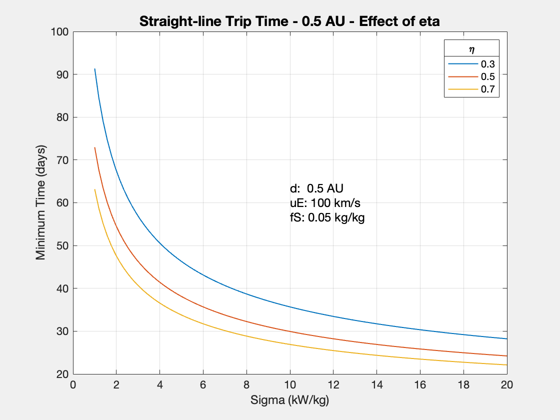 Straight-line Trip Time - 0.5 AU - Effect of eta
η
0.3
0.5
0.7
100
90
80
70
60
50
40
30
20
Minimum Time (days)
d: 0.5 AU
uE: 100 km/s
fS: 0.05 kg/kg
0 2 4 6 8 10 12 14 16 18 20
Sigma (kW/kg)